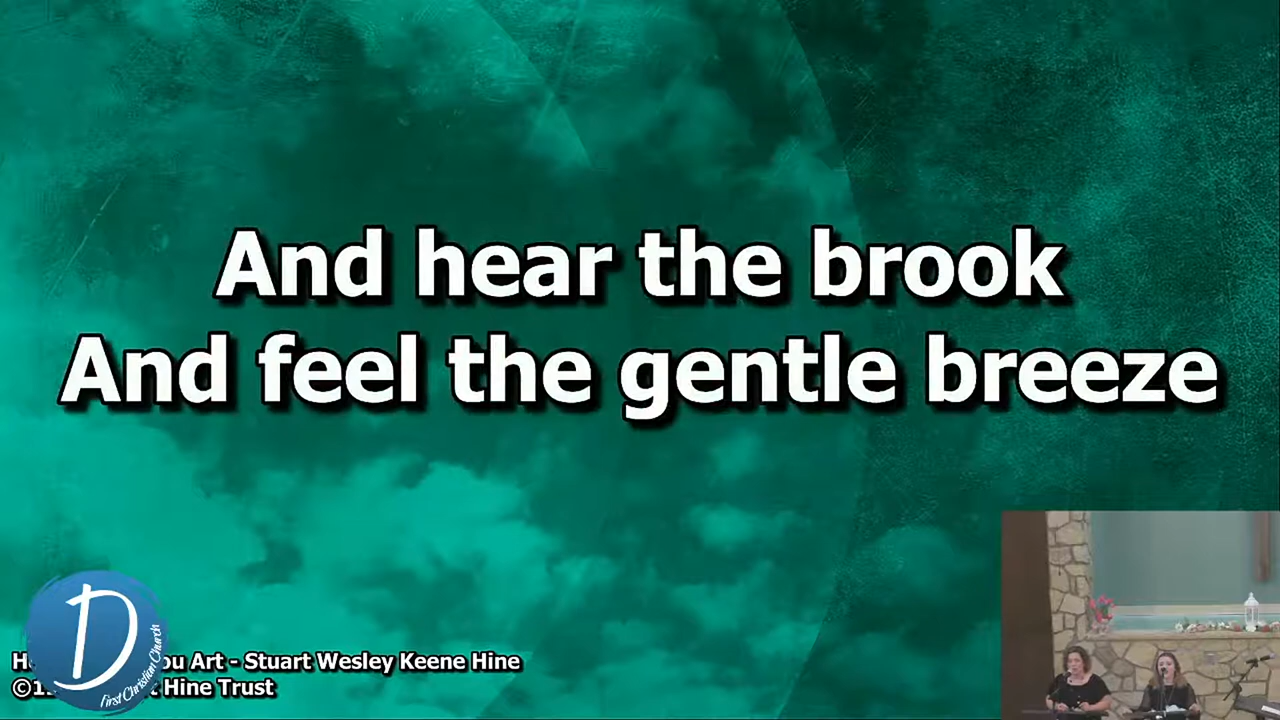 And hear the brook
And feel the gentle breeze
Art - Stuart Wesley Keene Hine
Hine Trust
First Christian Church